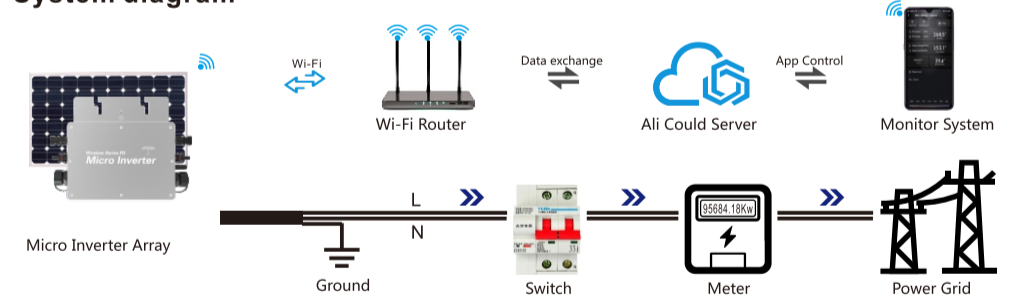 System diagram
Wi-Fi
Data exchange
App Control
Wi-Fi Router
Ali Could Server
Monitor System
Micro Inverter
L
N
95684.18Kw
Micro Inverter Array
Ground
Switch
Meter
Power Grid